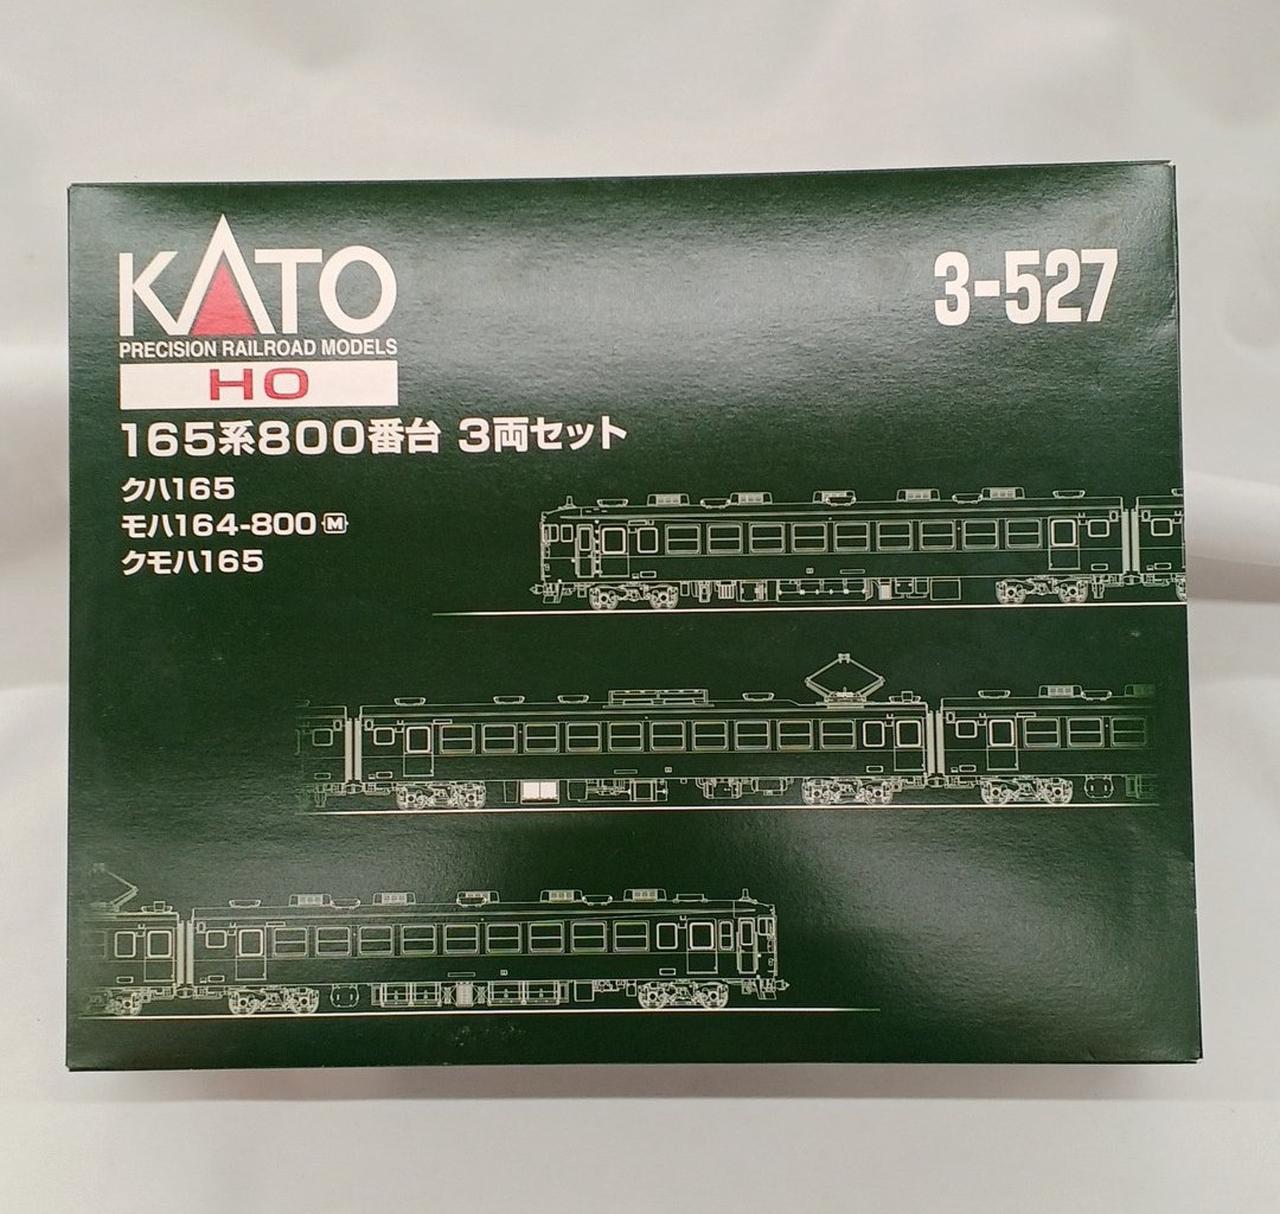 KATO
3-527
PRECISION RAILROAD MODELS
HO
165系800番台 3両セット
クハ165
モハ164-800 M
クモハ165